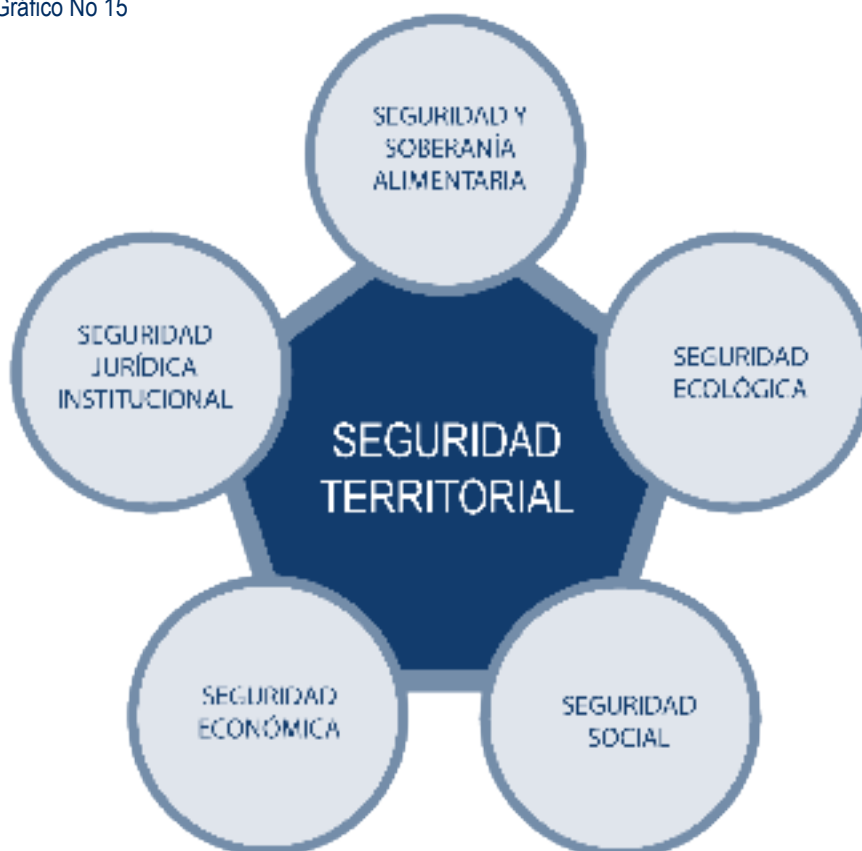 Gráfico No 15
SEGURIDAD Y
SOBERANÍA
ALIMENTARIA
SEGURIDAD
JURÍDICA
INSTITUCIONAL
SEGURIDAD
ECOLÓGICA
SEGURIDAD
TERRITORIAL
SEGURIDAD
ECONÓMICA
SEGURIDAD
SOCIAL